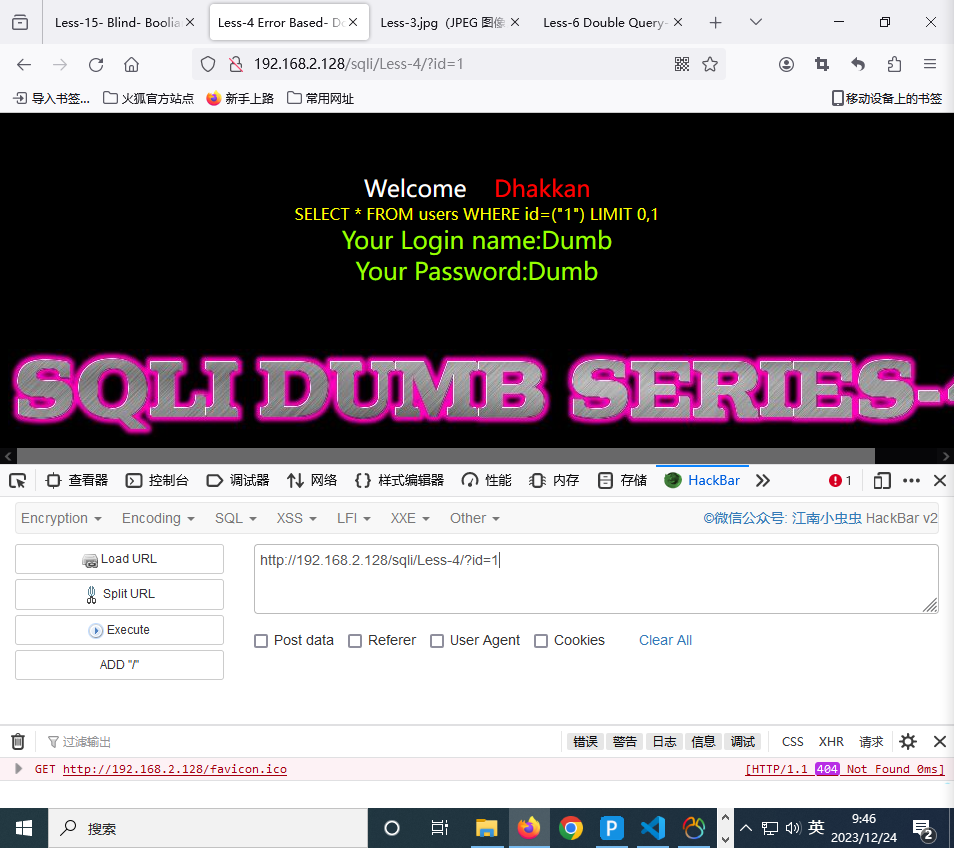 Less-15- Blind- Boolia
Less-4 Error Based- Do
Less-3.jpg（JPEG 图像
Less-6 Double Query-
192.168.2.128/sqli/Less-4/?id=1
导入书签... 火狐官方站点 新手上路 常用网址 移动设备上的书签
Welcome Dhakkan
SELECT * FROM users WHERE id=("1") LIMIT 0,1
Your Login name:Dumb
Your Password:Dumb
SQLI DUMB SERIES-4
查看器 控制台 调试器 网络 样式编辑器 性能 内存 存储 HackBar 1
Encryption Encoding SQL XSS LFI XXE Other ©微信公众号: 江南小虫虫 HackBar v2
Load URL
http://192.168.2.128/sqli/Less-4/?id=1
Split URL
Execute
Post data Referer User Agent Cookies Clear All
ADD "/"
过滤输出 错误 警告 日志 信息 调试 CSS XHR 请求
GET http://192.168.2.128/favicon.ico [HTTP/1.1 404 Not Found 0ms]
搜索
英
9:46
2023/12/24
2